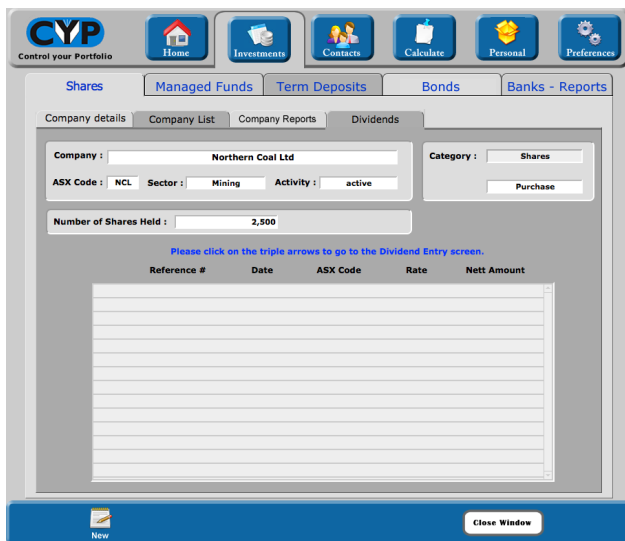 CYP
Control your Portfolio
Home Investments Contacts Calculate Personal Preferences
Shares Managed Funds Term Deposits Bonds Banks - Reports
Company details Company List Company Reports Dividends
Company : Northern Coal Ltd Category : Shares
ASX Code : NCL Sector : Mining Activity : active Purchase
Number of Shares Held : 2,500
Please click on the triple arrows to go to the Dividend Entry screen.
Reference # Date ASX Code Rate Nett Amount
New Close Window